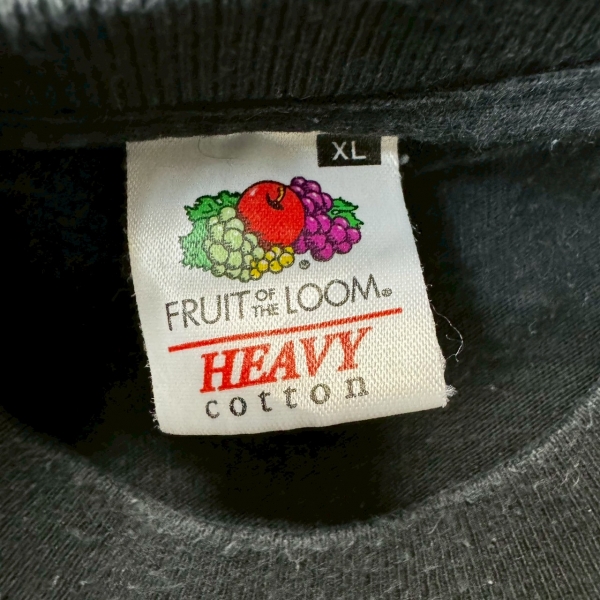 XL
®
FRUIT OF THE LOOM®
HEAVY
cotton